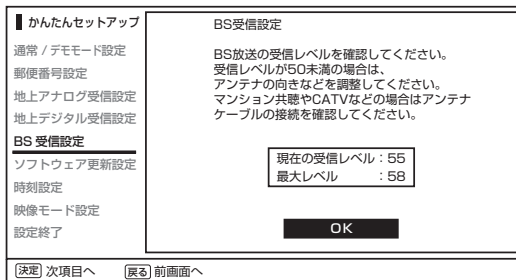 かんたんセットアップ
通常 / デモモード設定
郵便番号設定
地上アナログ受信設定
地上デジタル受信設定
BS 受信設定
ソフトウェア更新設定
時刻設定
映像モード設定
設定終了
BS受信設定
BS放送の受信レベルを確認してください。
受信レベルが50未満の場合は、
アンテナの向きなどを調整してください。
マンション共聴やCATVなどの場合はアンテナ
ケーブルの接続を確認してください。
現在の受信レベル：55
最大レベル　　　：58
OK
決定 次項目へ　戻る 前画面へ